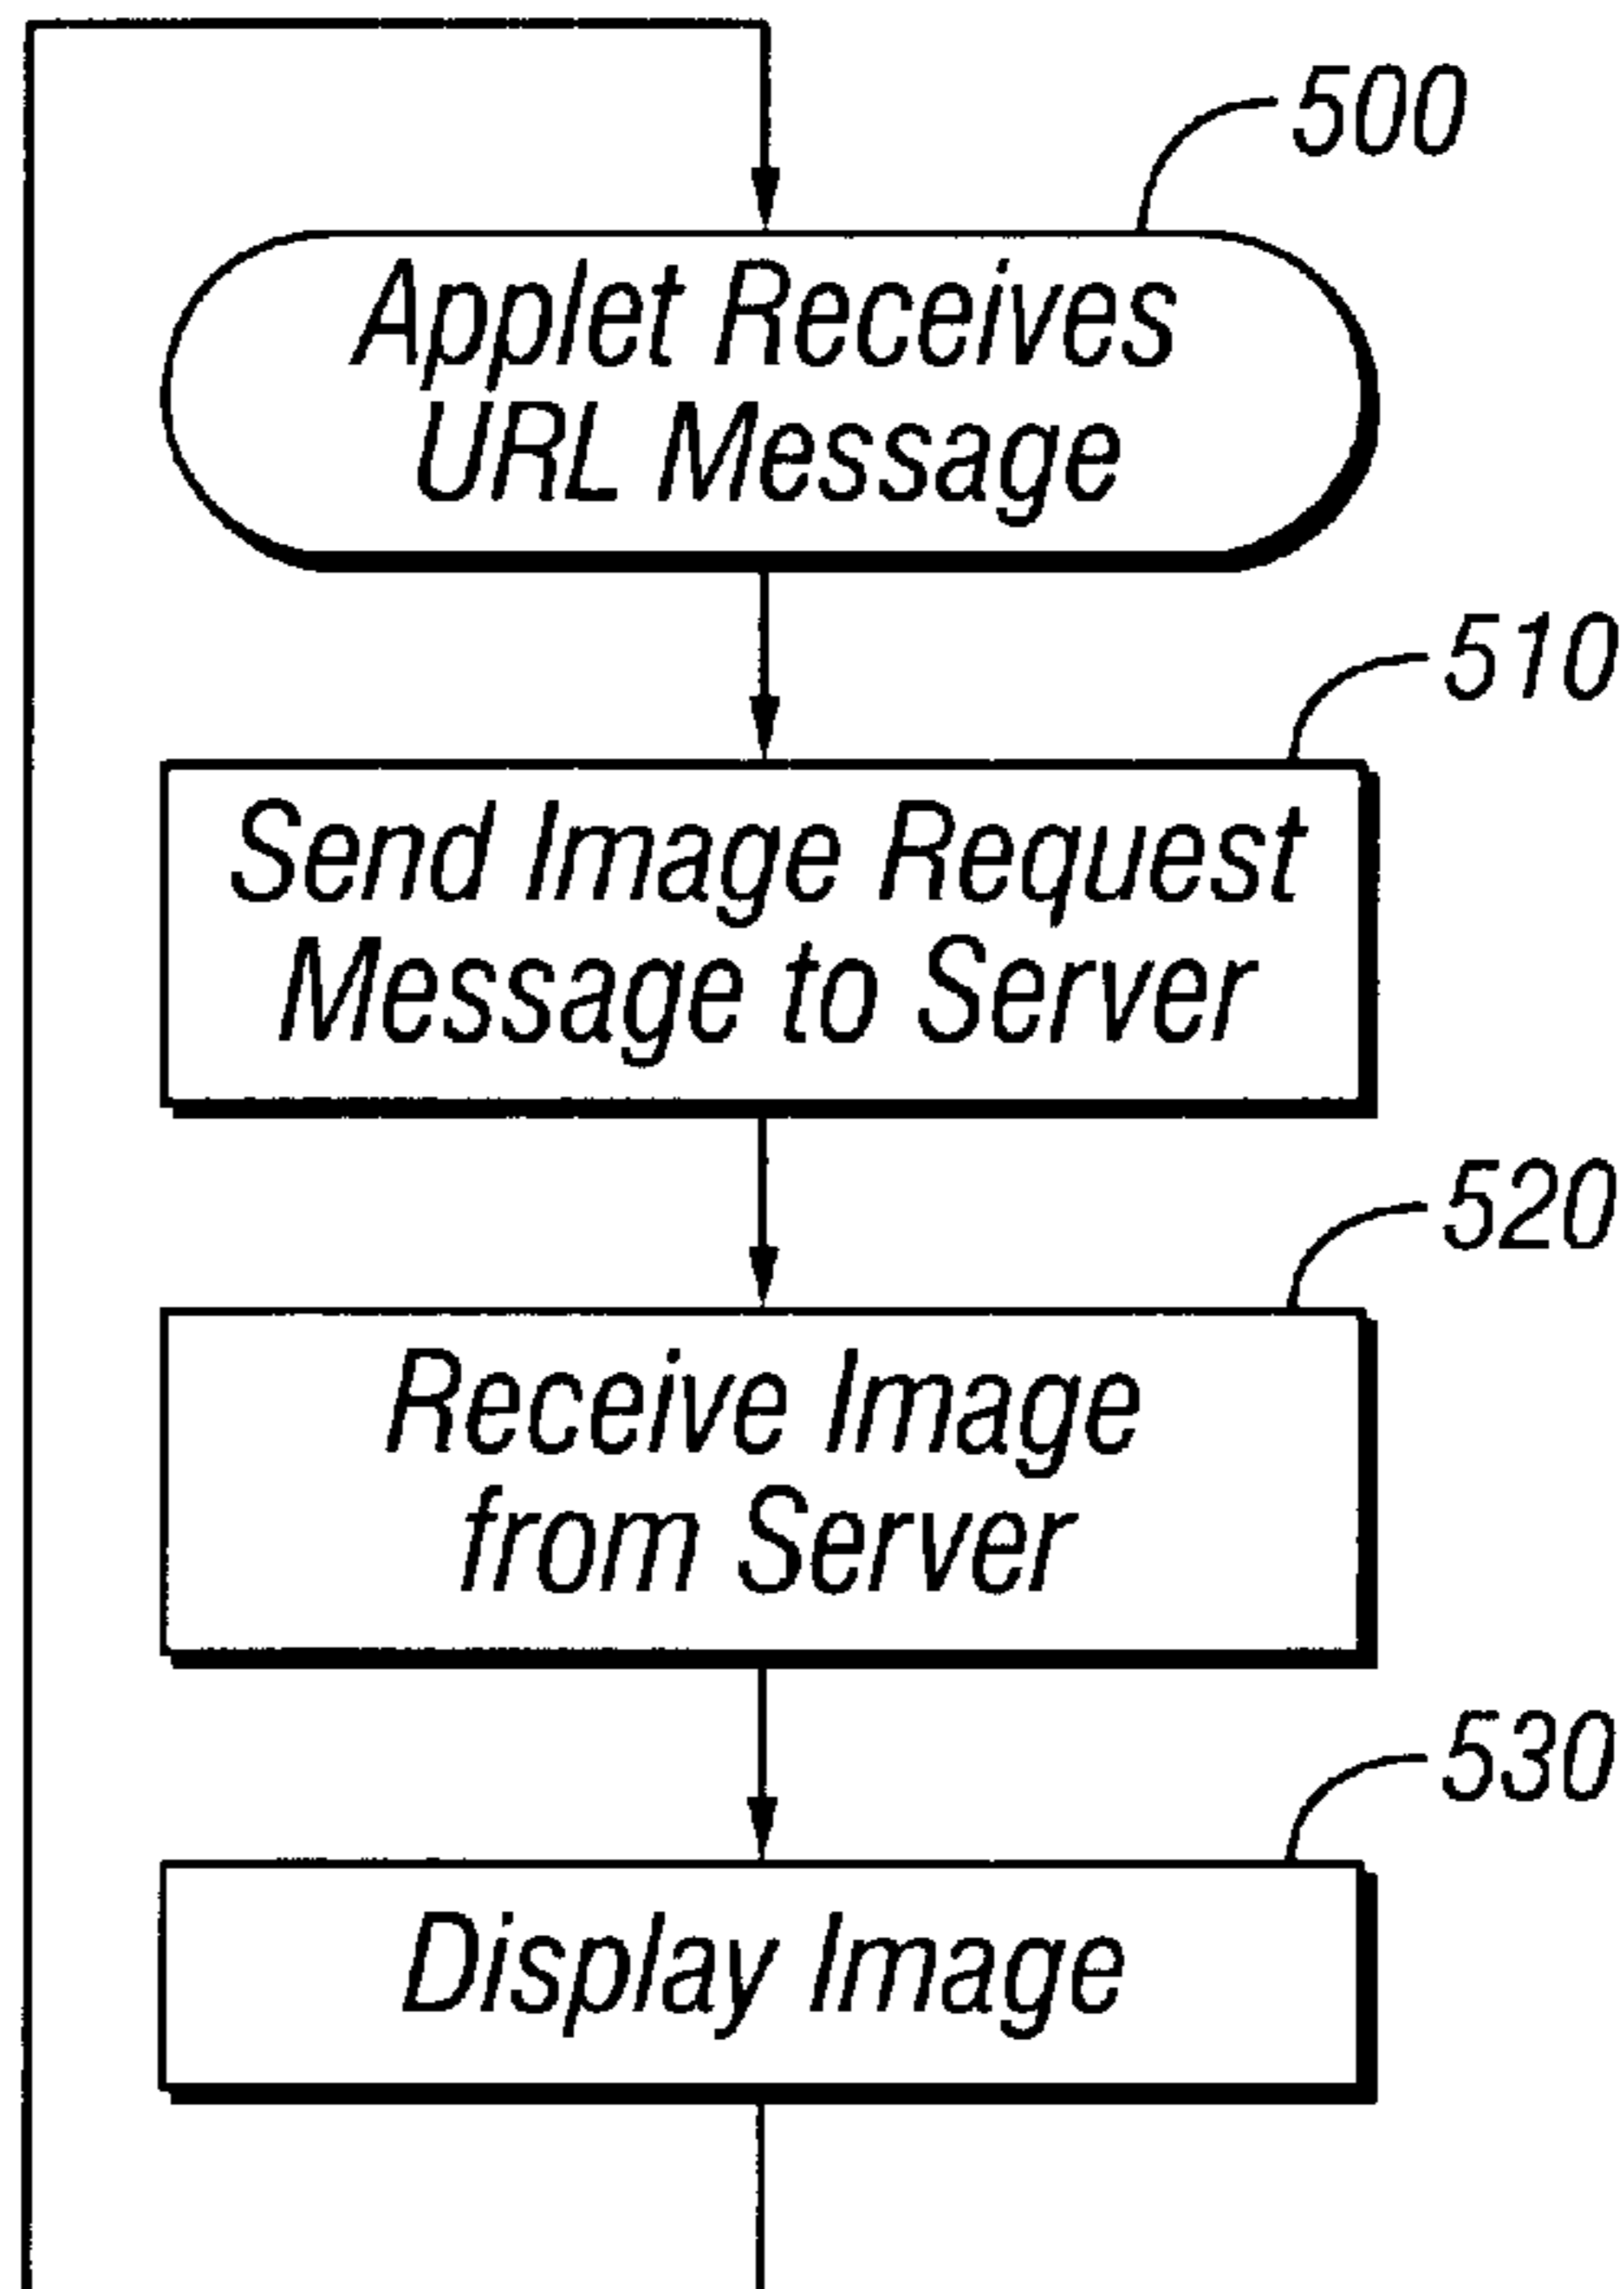 500
Applet Receives
URL Message
510
Send Image Request
Message to Server
520
Receive Image
from Server
530
Display Image